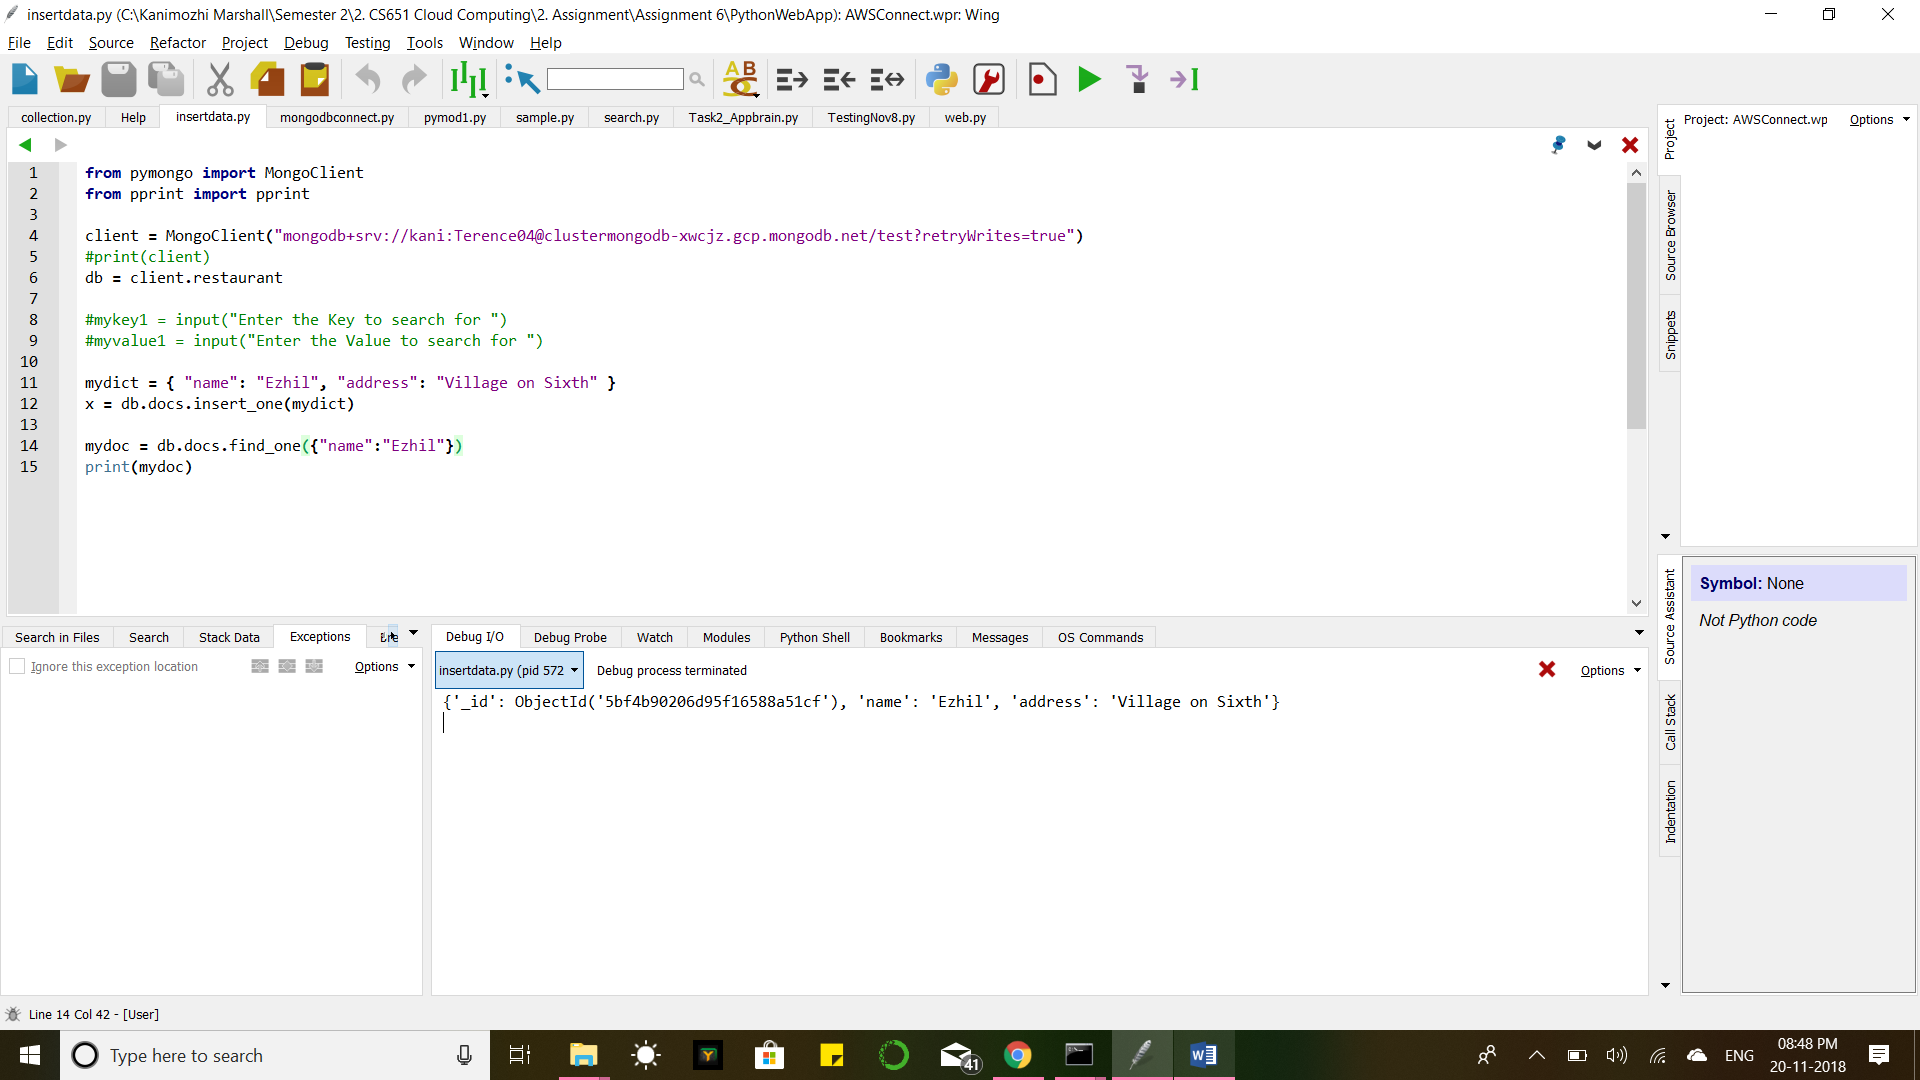 insertdata.py (C:\Kanimozhi Marshall\Semester 2\2. CS651 Cloud Computing\2. Assignment\Assignment 6\PythonWebApp): AWSConnect.wpr: Wing
File Edit Source Refactor Project Debug Testing Tools Window Help
collection.py Help insertdata.py mongodbconnect.py pymod1.py sample.py search.py Task2_Appbrain.py TestingNov8.py web.py
1 from pymongo import MongoClient
2 from pprint import pprint
3
4 client = MongoClient("mongodb+srv://kani:Terence04@clustermongodb-xwcjz.gcp.mongodb.net/test?retryWrites=true")
5 #print(client)
6 db = client.restaurant
7
8 #mykey1 = input("Enter the Key to search for ")
9 #myvalue1 = input("Enter the Value to search for ")
10
11 mydict = { "name": "Ezhil", "address": "Village on Sixth" }
12 x = db.docs.insert_one(mydict)
13
14 mydoc = db.docs.find_one({"name":"Ezhil"})
15 print(mydoc)
Project: AWSConnect.wp Options
Project
Source Browser
Snippets
Search in Files Search Stack Data Exceptions
Ignore this exception location Options
Debug I/O Debug Probe Watch Modules Python Shell Bookmarks Messages OS Commands
insertdata.py (pid 572 Debug process terminated Options
{'_id': ObjectId('5bf4b90206d95f16588a51cf'), 'name': 'Ezhil', 'address': 'Village on Sixth'}
Source Assistant
Call Stack
Indentation
Symbol: None
Not Python code
Line 14 Col 42 - [User]
Type here to search
41
ENG
08:48 PM
20-11-2018